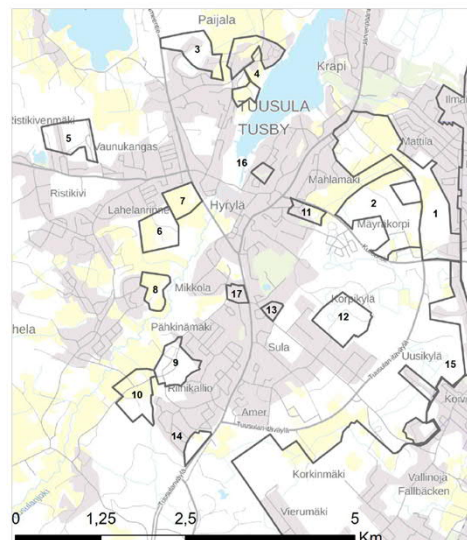 Paijala
3
Krapi
4
TUUSULA
TUSBY
Ristikivenmäki
5
Vaunukangas
Mattila
16
Ristikivi
Mahlamäki
7
Lahelanrinne
Hyrylä
11
2
1
Mäyräkorpi
6
8
Mikkola
17
13
Korpikylä
12
Pähkinämäki
Sula
Uusikylä
15
9
Riihikallio
10
Amer
14
Korkinmäki
Vallinoja
Fallbäcken
Vierumäki
0 1,25 2,5 5
Km